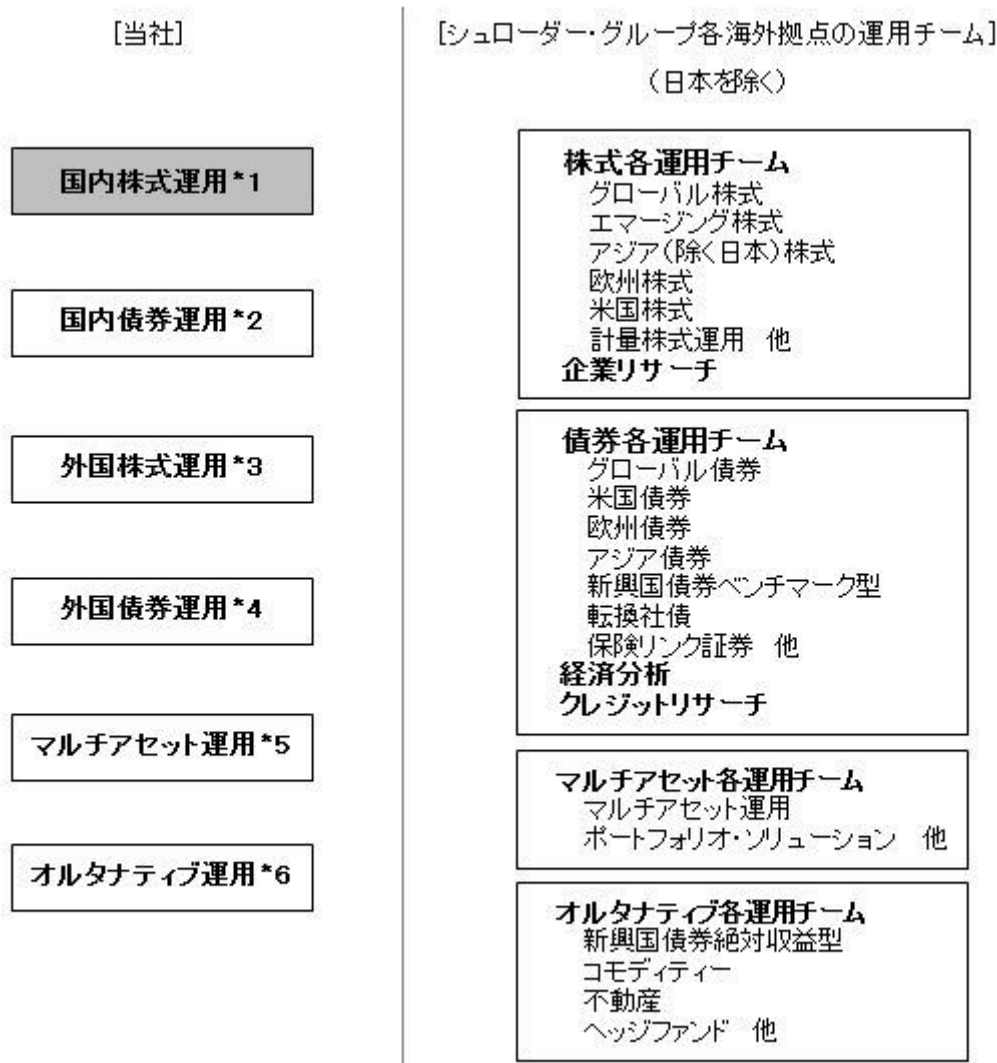 [当社]
国内株式運用*1
国内債券運用*2
外国株式運用*3
外国債券運用*4
マルチアセット運用*5
オルタナティブ運用*6
[シュローダー・グループ各海外拠点の運用チーム]
(日本を除く)
株式各運用チーム
グローバル株式
エマージング株式
アジア(除く日本)株式
欧州株式
米国株式
計量株式運用 他
企業リサーチ
債券各運用チーム
グローバル債券
米国債券
欧州債券
アジア債券
新興国債券ベンチマーク型
転換社債
保険リンク証券 他
経済分析
クレジットリサーチ
マルチアセット各運用チーム
マルチアセット運用
ポートフォリオ・ソリューション 他
オルタナティブ各運用チーム
新興国債券絶対収益型
コモディティー
不動産
ヘッジファンド 他